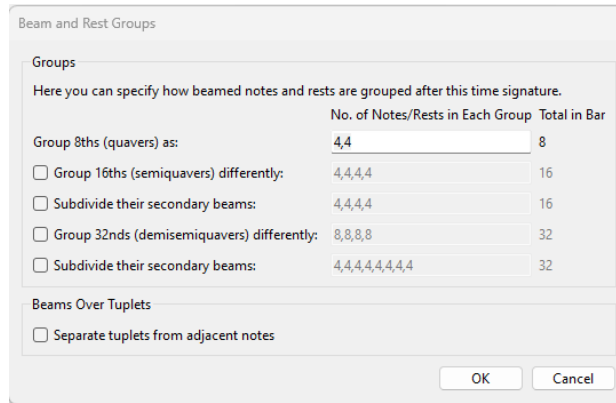 Beam and Rest Groups
Groups
Here you can specify how beamed notes and rests are grouped after this time signature.
No. of Notes/Rests in Each Group Total in Bar
Group 8ths (quavers) as: 4,4 8
Group 16ths (semiquavers) differently: 4,4,4,4 16
Subdivide their secondary beams: 4,4,4,4 16
Group 32nds (demisemiquavers) differently: 8,8,8,8 32
Subdivide their secondary beams: 4,4,4,4,4,4,4,4 32
Beams Over Tuplets
Separate tuplets from adjacent notes
OK Cancel